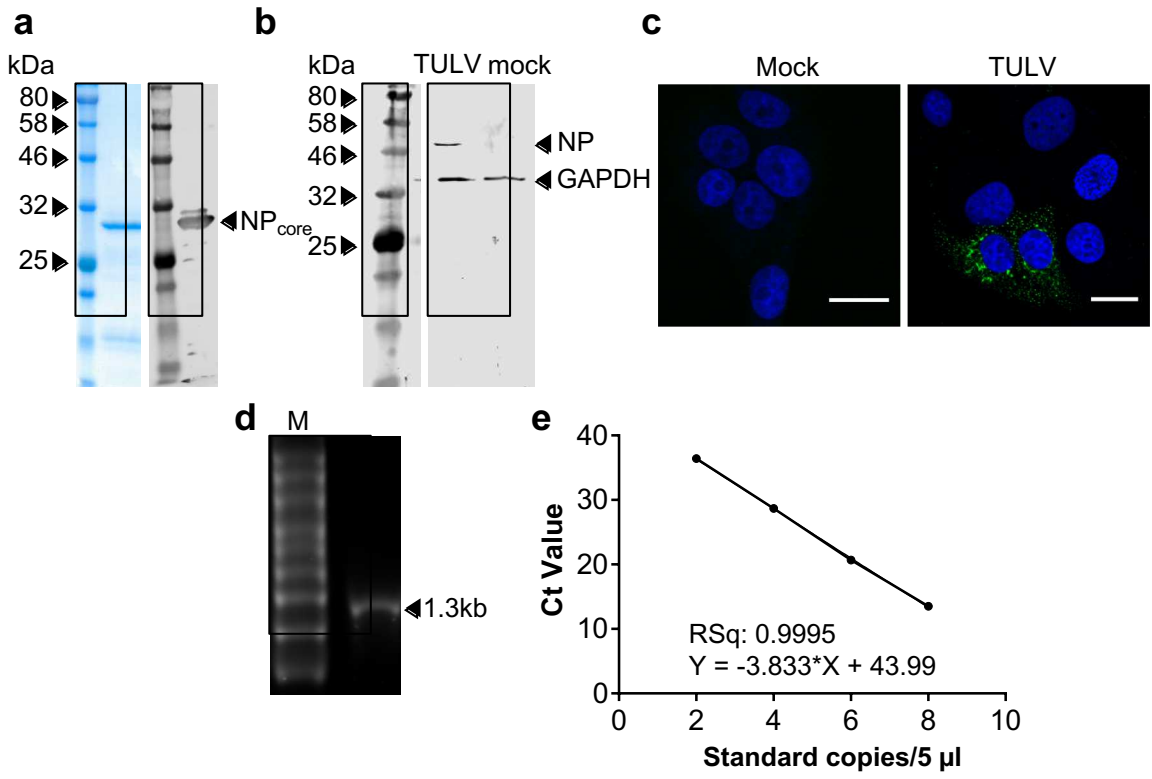 a
kDa
80
58
46
32
25
NPcore
b
kDa
TULV mock
80
58
46
32
25
NP
GAPDH
c
Mock
TULV
d
M
1.3kb
e
40
30
20
10
0
Ct Value
RSq: 0.9995
Y = -3.833*X + 43.99
0 2 4 6 8 10
Standard copies/5 µl